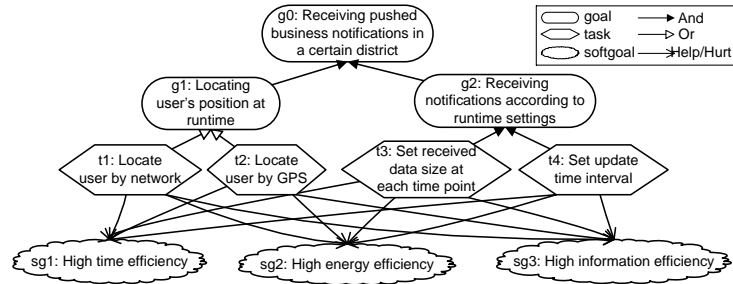 g0: Receiving pushed
business notifications in
a certain district
goal
And
task
Or
softgoal
Help/Hurt
g1: Locating
user's position at
runtime
g2: Receiving
notifications according to
runtime settings
t1: Locate
user by network
t2: Locate
user by GPS
t3: Set received
data size at
each time point
t4: Set update
time interval
sg1: High time efficiency
sg2: High energy efficiency
sg3: High information efficiency